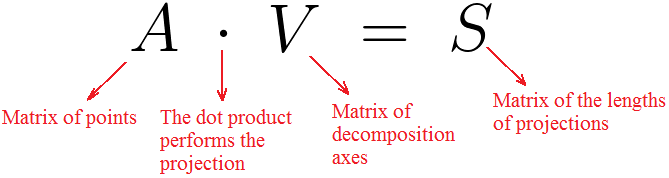 A · V = S
Matrix of points
The dot product
performs the
projection
Matrix of
decomposition
axes
Matrix of the lengths
of projections